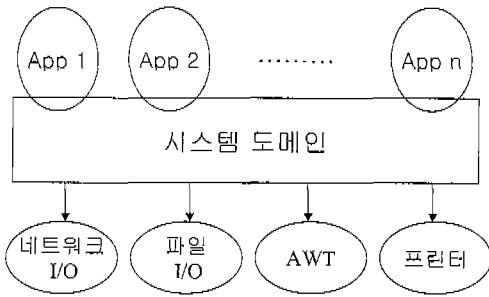 App 1 App 2 ........ App n
시스템 도메인
네트워크 파일 AWT 프린터
I/O I/O